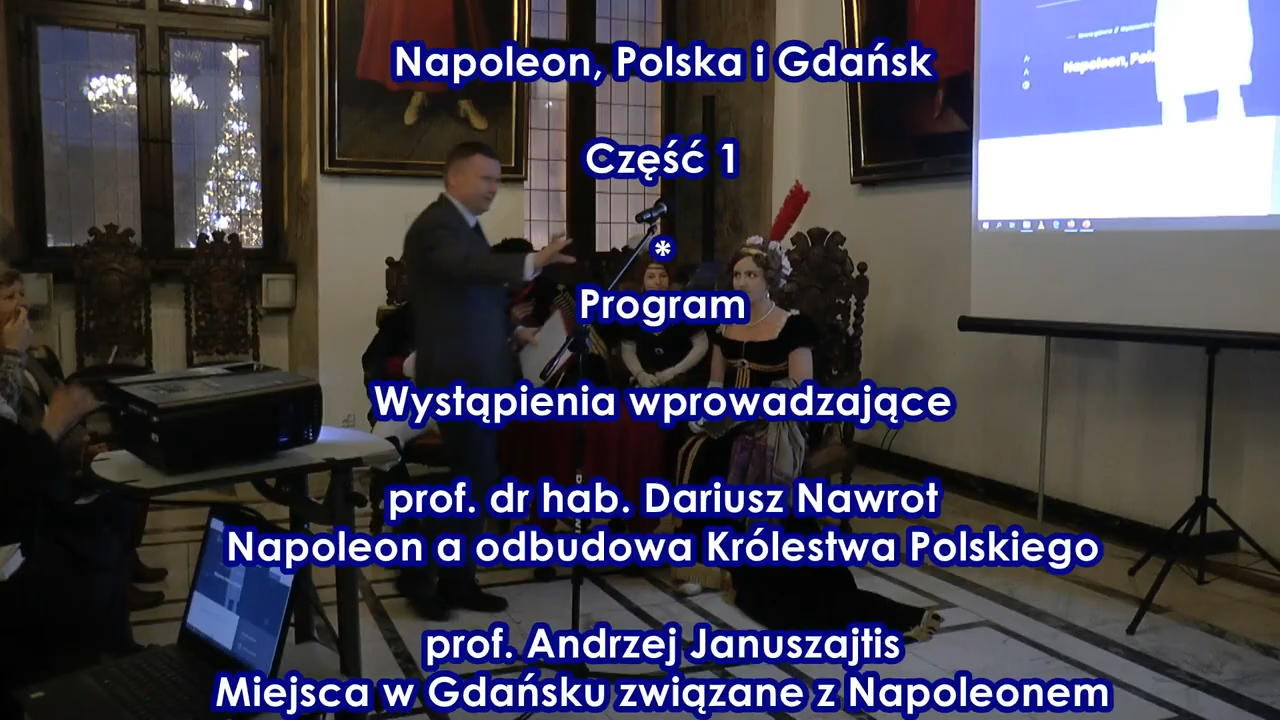 Napoleon, Polska i Gdańsk
Część 1
*
Program
Wystąpienia wprowadzające
prof. dr hab. Dariusz Nawrot
Napoleon a odbudowa Królestwa Polskiego
prof. Andrzej Januszajtis
Miejsca w Gdańsku związane z Napoleonem
Napoleon,